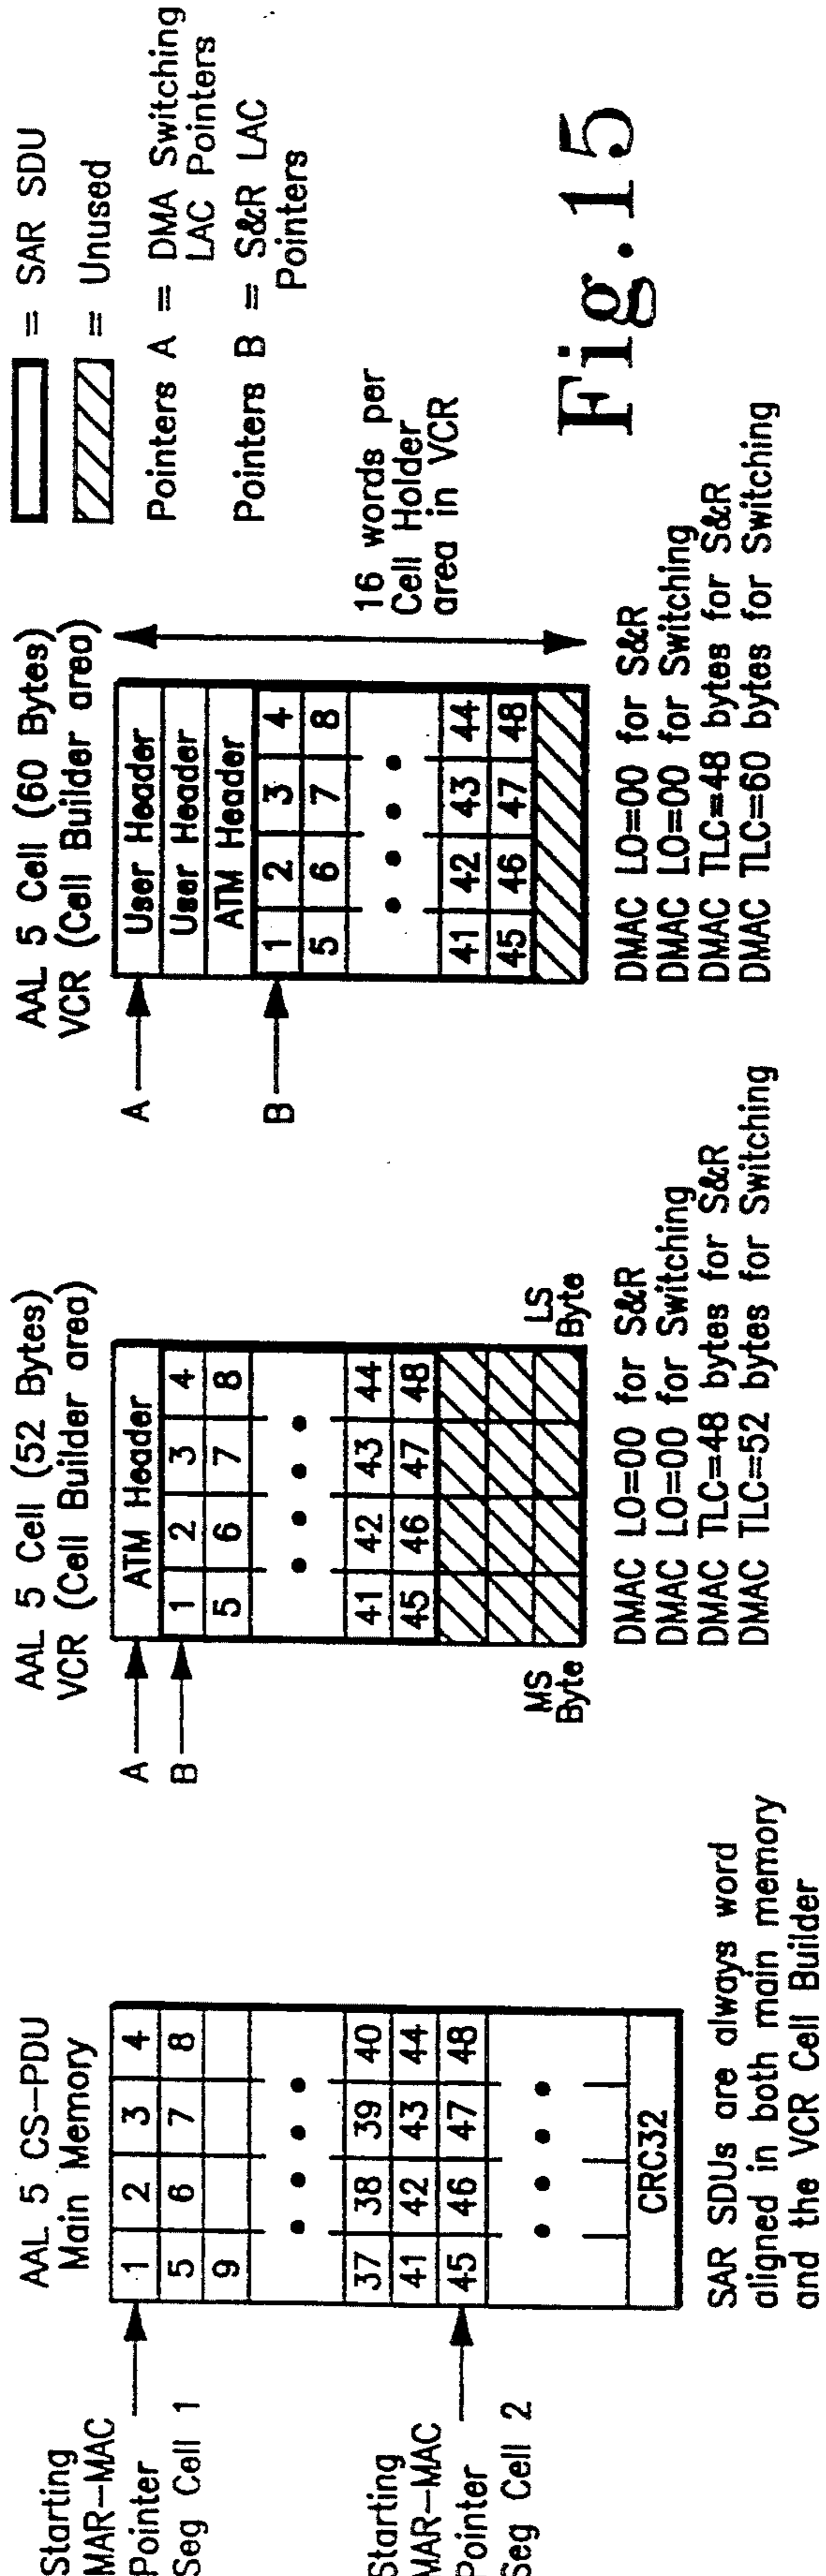 Starting
MAR-MAC
Pointer
Seg Cell 1
Starting
MAR-MAC
Pointer
Seg Cell 2
AAL 5 CS-PDU
Main Memory
1 2 3 4
5 6 7 8
9
37 38 39 40
41 42 43 44
45 46 47 48
CRC32
SAR SDUs are always word
aligned in both main memory
and the VCR Cell Builder
AAL 5 Cell (52 Bytes)
VCR (Cell Builder area)
A
B
ATM Header
1 2 3 4
5 6 7 8
41 42 43 44
45 46 47 48
MS
Byte
LS
Byte
DMAC LO=00 for S&R
DMAC LO=00 for Switching
DMAC TLC=48 bytes for S&R
DMAC TLC=52 bytes for Switching
AAL 5 Cell (60 Bytes)
VCR (Cell Builder area)
A
B
User Header
User Header
ATM Header
1 2 3 4
5 6 7 8
41 42 43 44
45 46 47 48
16 words per
Cell Holder
area in VCR
DMAC LO=00 for S&R
DMAC LO=00 for Switching
DMAC TLC=48 bytes for S&R
DMAC TLC=60 bytes for Switching
= SAR SDU
= Unused
Pointers A = DMA Switching
LAC Pointers
Pointers B = S&R LAC
Pointers
Fig.15